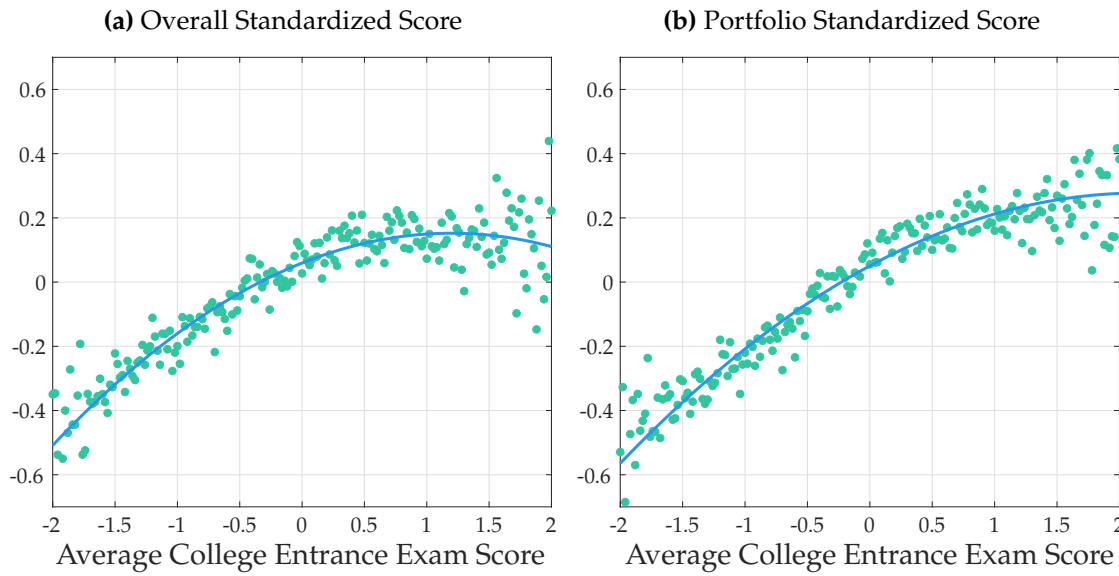 (a) Overall Standardized Score
0.6
0.4
0.2
0
-0.2
-0.4
-0.6
-2 -1.5 -1 -0.5 0 0.5 1 1.5 2
Average College Entrance Exam Score
(b) Portfolio Standardized Score
0.6
0.4
0.2
0
-0.2
-0.4
-0.6
-2 -1.5 -1 -0.5 0 0.5 1 1.5 2
Average College Entrance Exam Score